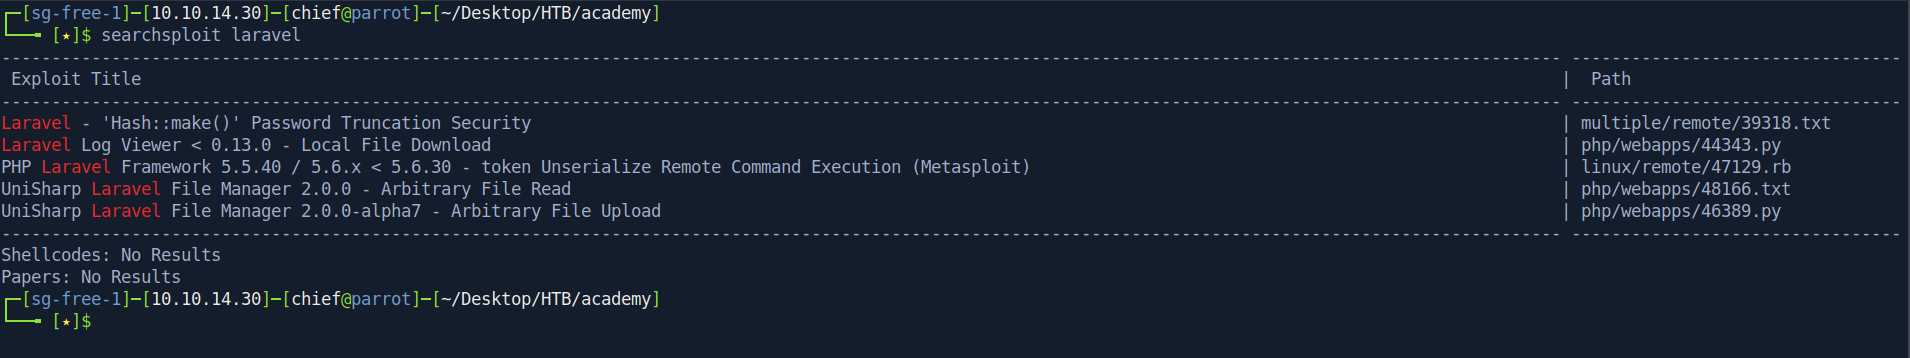 [sg-free-1]-[10.10.14.30]-[chief@parrot]-[~/Desktop/HTB/academy]
[★]$ searchsploit laravel
Exploit Title | Path
Laravel - 'Hash::make()' Password Truncation Security | multiple/remote/39318.txt
Laravel Log Viewer < 0.13.0 - Local File Download | php/webapps/44343.py
PHP Laravel Framework 5.5.40 / 5.6.x < 5.6.30 - token Unserialize Remote Command Execution (Metasploit) | linux/remote/47129.rb
UniSharp Laravel File Manager 2.0.0 - Arbitrary File Read | php/webapps/48166.txt
UniSharp Laravel File Manager 2.0.0-alpha7 - Arbitrary File Upload | php/webapps/46389.py
Shellcodes: No Results
Papers: No Results
[sg-free-1]-[10.10.14.30]-[chief@parrot]-[~/Desktop/HTB/academy]
[★]$